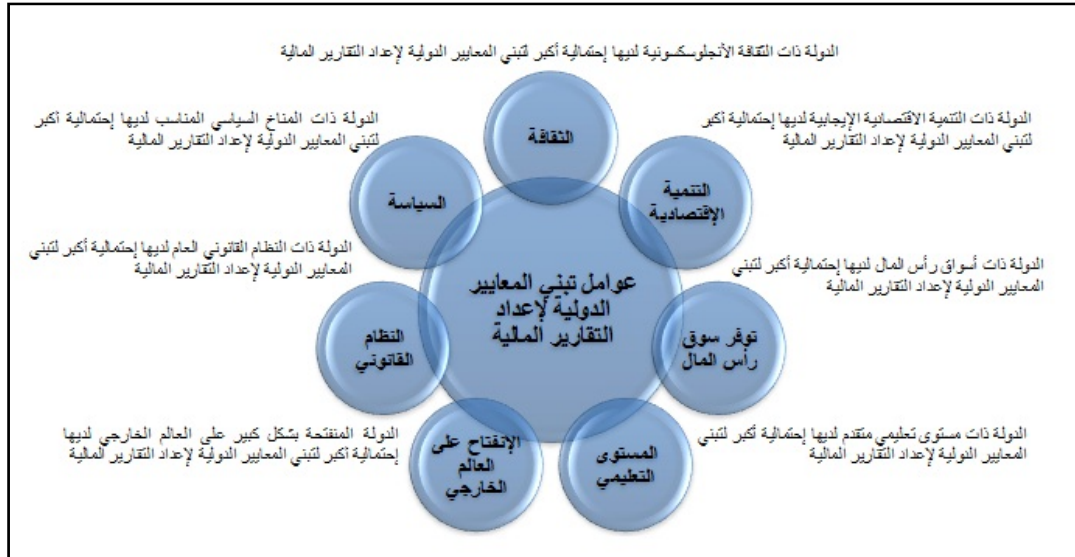 الدولة ذات الثقافة الأنجلوسكسونية لديها إحتمالية أكبر لتبني المعايير الدولية لإعداد التقارير المالية
الثقافة
الدولة ذات التنمية الاقتصادية الإيجابية لديها إحتمالية أكبر
لتبني المعايير الدولية لإعداد التقارير المالية
التنمية
الإقتصادية
الدولة ذات أسواق رأس المال لديها إحتمالية أكبر لتبني
المعايير الدولية لإعداد التقارير المالية
توفر سوق
رأس المال
الدولة ذات مستوى تعليمي متقدم لديها إحتمالية أكبر لتبني
المعايير الدولية لإعداد التقارير المالية
المستوى
التعليمي
الدولة المنفتحة بشكل كبير على العالم الخارجي لديها
إحتمالية أكبر لتبني المعايير الدولية لإعداد التقارير المالية
الإنفتاح على
العالم
الخارجي
الدولة ذات النظام القانوني العام لديها إحتمالية أكبر لتبني
المعايير الدولية لإعداد التقارير المالية
النظام
القانوني
الدولة ذات المناخ السياسي المناسب لديها إحتمالية أكبر
لتبني المعايير الدولية لإعداد التقارير المالية
السياسة
عوامل تبني المعايير
الدولية لإعداد
التقارير المالية